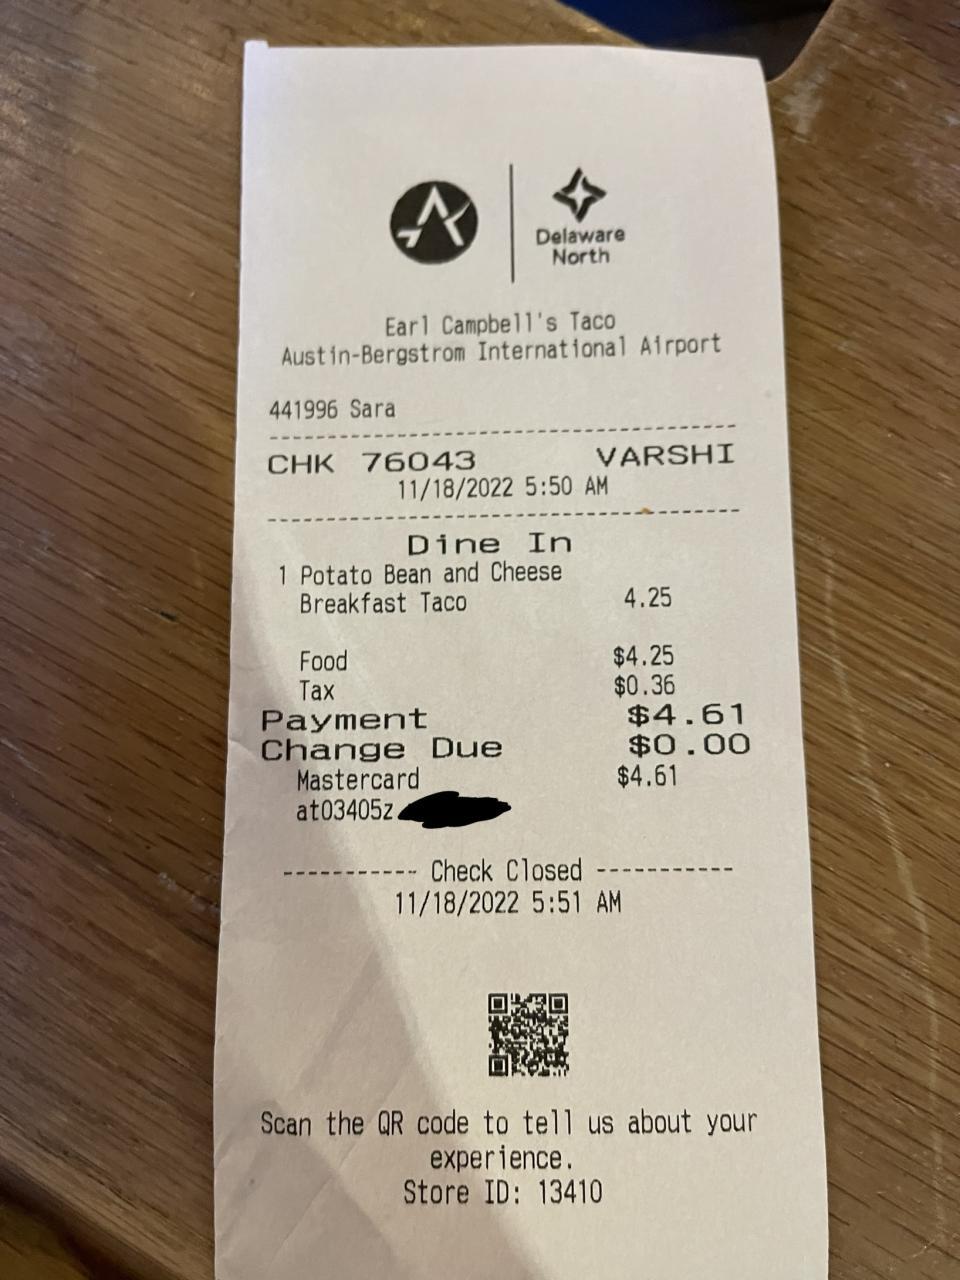 Delaware
North
Earl Campbell's Taco
Austin-Bergstrom International Airport
441996 Sara
CHK 76043 VARSHI
11/18/2022 5:50 AM
Dine In
1 Potato Bean and Cheese
Breakfast Taco 4.25
Food $4.25
Tax $0.36
Payment $4.61
Change Due $0.00
Mastercard $4.61
at03405z
----------- Check Closed -----------
11/18/2022 5:51 AM
Scan the QR code to tell us about your
experience.
Store ID: 13410